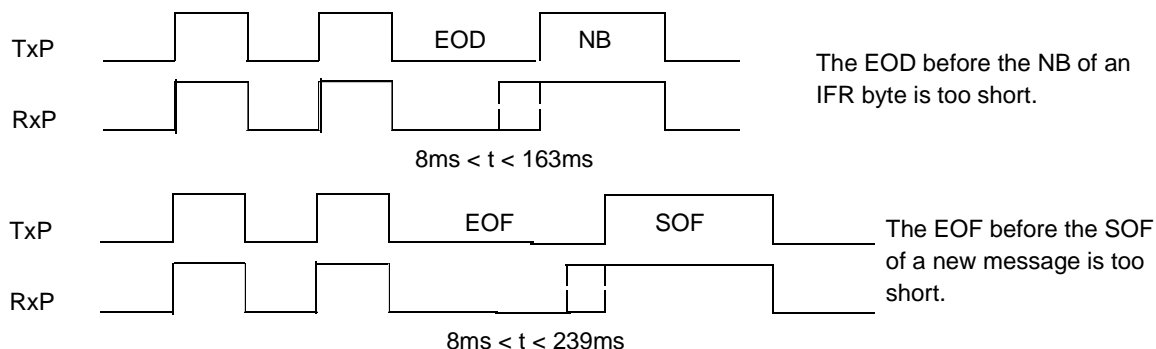 TxP
EOD
NB
RxP
8ms < t < 163ms
The EOD before the NB of an
IFR byte is too short.
TxP
EOF
SOF
RxP
8ms < t < 239ms
The EOF before the SOF
of a new message is too
short.